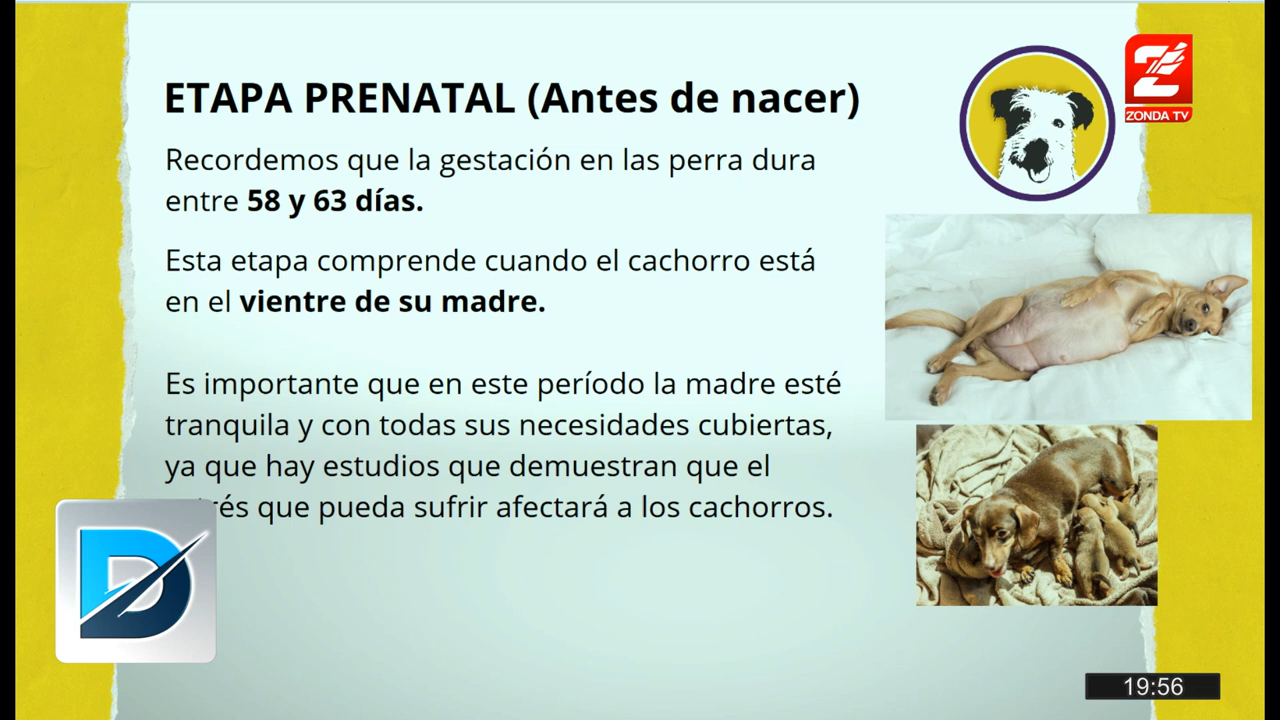 ETAPA PRENATAL (Antes de nacer)
Recordemos que la gestación en las perra dura
entre 58 y 63 días.
Esta etapa comprende cuando el cachorro está
en el vientre de su madre.
Es importante que en este período la madre esté
tranquila y con todas sus necesidades cubiertas,
ya que hay estudios que demuestran que el
que pueda sufrir afectará a los cachorros.
Z
ZONDA TV
D
19:56